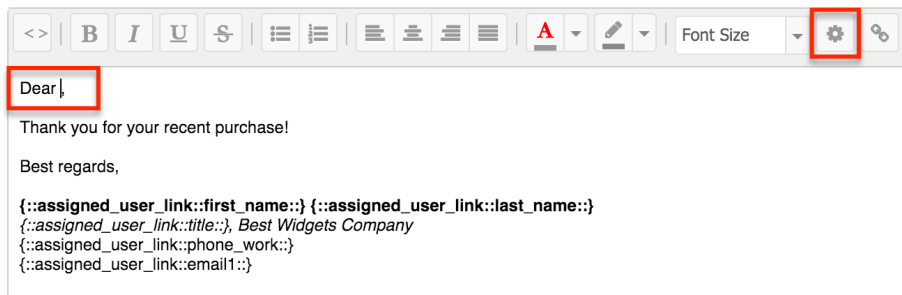 <> B I U S A Font Size
Dear ,
Thank you for your recent purchase!
Best regards,
{::assigned_user_link::first_name::} {::assigned_user_link::last_name::}
{::assigned_user_link::title::}, Best Widgets Company
{::assigned_user_link::phone_work::}
{::assigned_user_link::email1::}